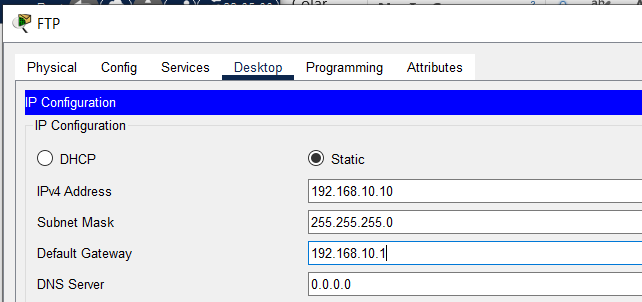 FTP
Physical Config Services Desktop Programming Attributes
IP Configuration
IP Configuration
DHCP Static
IPv4 Address 192.168.10.10
Subnet Mask 255.255.255.0
Default Gateway 192.168.10.1
DNS Server 0.0.0.0